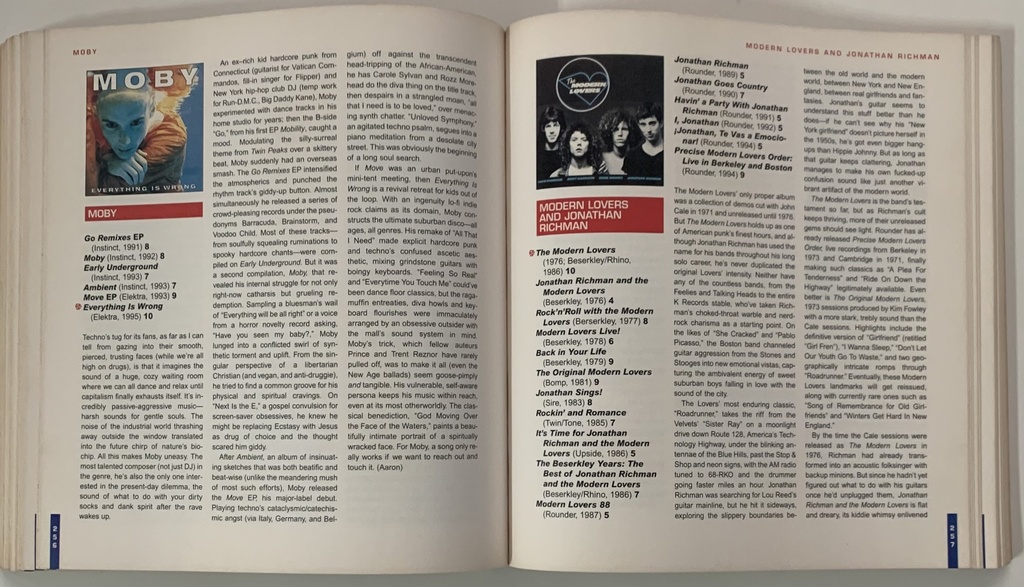 MOBY
MOBY
EVERYTHING IS WRONG
MOBY
Go Remixes EP
(Instinct, 1991) 8
Moby (Instinct, 1992) 8
Early Underground
(Instinct, 1993) 7
Ambient (Instinct, 1993) 7
Move EP (Elektra, 1993) 9
Everything Is Wrong
(Elektra, 1995) 10
Techno's tug for its fans, as far as I can
tell from gazing into their smooth,
pierced, trusting faces (while we're all
high on drugs), is that it imagines the
sound of a huge, cozy waiting room
where we can all dance and relax until
capitalism finally exhausts itself. It's in-
credibly passive-aggressive music—
harsh sounds for gentle souls. The
noise of the industrial world thrashing
away outside the window translated
into the future chirp of nature's bio-
chip. All this makes Moby uneasy. The
most talented composer (not just DJ) in
the genre, he's also the only one inter-
ested in the present-day dilemma, the
sound of what to do with your dirty
socks and dank spirit after the rave
wakes up.
An ex-rich kid hardcore punk from
Connecticut (guitarist for Vatican Com-
mandos, fill-in singer for Flipper) and
New York hip-hop club DJ (temp work
for Run-D.M.C., Big Daddy Kane), Moby
experimented with dance tracks in his
home studio for years; then the B-side
"Go," from his first EP Mobility, caught a
mood. Modulating the silly-surreal
theme from Twin Peaks over a skittery
beat, Moby suddenly had an overseas
smash. The Go Remixes EP intensified
the atmospherics and punched the
rhythm track's giddy-up button. Almost
simultaneously he released a series of
crowd-pleasing records under the pseu-
donyms Barracuda, Brainstorm, and
Voodoo Child. Most of these tracks—
from soulfully squealing ruminations to
spooky hardcore chants—were com-
piled on Early Underground. But it was
a second compilation, Moby, that re-
vealed his internal struggle for not only
right-now catharsis but grueling re-
demption. Sampling a bluesman's wail
of "Everything will be all right" or a voice
from a horror novelty record asking,
"Have you seen my baby?," Moby
lunged into a conflicted swirl of syn-
thetic torment and uplift. From the sin-
gular perspective of a libertarian
Christian (and vegan, and anti-druggie),
he tried to find a common groove for his
physical and spiritual cravings. On
"Next Is the E," a gospel convulsion for
screen-saver obsessives, he knew he
might be replacing Ecstasy with Jesus
as drug of choice and the thought
scared him giddy.
After Ambient, an album of insinuat-
ing sketches that was both beatific and
beat-wise (unlike the meandering mush
of most such efforts), Moby released
the Move EP, his major-label debut.
Playing techno's cataclysmic/catechis-
mic angst (via Italy, Germany, and Bel-
gium) off against the transcendent
head-tripping of the African-American,
he has Carole Sylvan and Rozz More-
head do the diva thing on the title track,
then despairs in a strangled moan, "all
that I need is to be loved," over menac-
ing synth chatter. "Unloved Symphony,"
an agitated techno psalm, segues into a
piano meditation from a desolate city
street. This was obviously the beginning
of a long soul search.
If Move was an urban put-upon's
mini-tent meeting, then Everything Is
Wrong is a revival retreat for kids out of
the loop. With an ingenuity lo-fi indie
rock claims as its domain, Moby con-
structs the ultimate suburban disco—all
ages, all genres. His remake of "All That
I Need" made explicit hardcore punk
and techno's confused ascetic aes-
thetic, mixing grindstone guitars with
boingy keyboards. "Feeling So Real"
and "Everytime You Touch Me" could've
been dance floor classics, but the raga-
muffin entreaties, diva howls and key-
board flourishes were immaculately
arranged by an obsessive outsider with
the mall's sound system in mind.
Moby's trick, which fellow auteurs
Prince and Trent Reznor have rarely
pulled off, was to make it all (even the
New Age ballads) seem goose-pimply
and tangible. His vulnerable, self-aware
persona keeps his music within reach,
even at its most otherworldly. The clas-
sical benediction, "God Moving Over
the Face of the Waters," paints a beau-
tifully intimate portrait of a spiritually
wracked face. For Moby, a song only re-
ally works if we want to reach out and
touch it. (Aaron)
256
MODERN LOVERS AND JONATHAN RICHMAN
The MODERN LOVERS
MODERN LOVERS
AND JONATHAN
RICHMAN
The Modern Lovers
(1976; Beserkley/Rhino,
1986) 10
Jonathan Richman and the
Modern Lovers
(Beserkley, 1976) 4
Rock'n'Roll with the Modern
Lovers (Berserkley, 1977) 8
Modern Lovers Live!
(Beserkley, 1978) 6
Back in Your Life
(Beserkley, 1979) 9
The Original Modern Lovers
(Bomp, 1981) 9
Jonathan Sings!
(Sire, 1983) 8
Rockin' and Romance
(Twin/Tone, 1985) 7
It's Time for Jonathan
Richman and the Modern
Lovers (Upside, 1986) 5
The Beserkley Years: The
Best of Jonathan Richman
and the Modern Lovers
(Beserkley/Rhino, 1986) 7
Modern Lovers 88
(Rounder, 1987) 5
Jonathan Richman
(Rounder, 1989) 5
Jonathan Goes Country
(Rounder, 1990) 7
Havin' a Party With Jonathan
Richman (Rounder, 1991) 5
I, Jonathan (Rounder, 1992) 5
¡Jonathan, Te Vas a Emocio-
nar! (Rounder, 1994) 5
Precise Modern Lovers Order:
Live in Berkeley and Boston
(Rounder, 1994) 9
The Modern Lovers' only proper album
was a collection of demos cut with John
Cale in 1971 and unreleased until 1976.
But The Modern Lovers holds up as one
of American punk's finest hours, and al-
though Jonathan Richman has used the
name for his bands throughout his long
solo career, he's never duplicated the
original Lovers' intensity. Neither have
any of the countless bands, from the
Feelies and Talking Heads to the entire
K Records stable, who've taken Rich-
man's choked-throat warble and nerd-
rock charisma as a starting point. On
the likes of "She Cracked" and "Pablo
Picasso," the Boston band channeled
guitar aggression from the Stones and
Stooges into new emotional vistas, cap-
turing the ambivalent energy of sweet
suburban boys falling in love with the
sound of the city.
The Lovers' most enduring classic,
"Roadrunner," takes the riff from the
Velvets' "Sister Ray" on a moonlight
drive down Route 128, America's Tech-
nology Highway, under the blinking an-
tennae of the Blue Hills, past the Stop &
Shop and neon signs, with the AM radio
tuned to 68-RKO and the drummer
going faster miles an hour. Jonathan
Richman was searching for Lou Reed's
guitar mainline, but he hit it sideways,
exploring the slippery boundaries be-
tween the old world and the modern
world, between New York and New En-
gland, between real girlfriends and fan-
tasies. Jonathan's guitar seems to
understand this stuff better than he
does—if he can't see why his "New
York girlfriend" doesn't picture herself in
the 1950s, he's got even bigger hang-
ups than Hippie Johnny. But as long as
that guitar keeps clattering, Jonathan
manages to make his own fucked-up
confusion sound like just another vi-
brant artifact of the modern world.
The Modern Lovers is the band's tes-
tament so far, but as Richman's cult
keeps thriving, more of their unreleased
gems should see light. Rounder has al-
ready released Precise Modern Lovers
Order, live recordings from Berkeley in
1973 and Cambridge in 1971, finally
making such classics as "A Plea For
Tenderness" and "Ride On Down the
Highway" legitimately available. Even
better is The Original Modern Lovers,
1973 sessions produced by Kim Fowley
with a more stark, trebly sound than the
Cale sessions. Highlights include the
definitive version of "Girlfriend" (retitled
"Girl Fren"), "I Wanna Sleep," "Don't Let
Our Youth Go To Waste," and two geo-
graphically intricate romps through
"Roadrunner." Eventually, these Modern
Lovers landmarks will get reissued,
along with currently rare ones such as
"Song of Remembrance for Old Girl-
friends" and "Winters Get Hard In New
England."
By the time the Cale sessions were
released as The Modern Lovers in
1976, Richman had already trans-
formed into an acoustic folksinger with
backup minions. But since he hadn't yet
figured out what to do with his guitars
once he'd unplugged them, Jonathan
Richman and the Modern Lovers is flat
and dreary, its kiddie whimsy enlivened
257